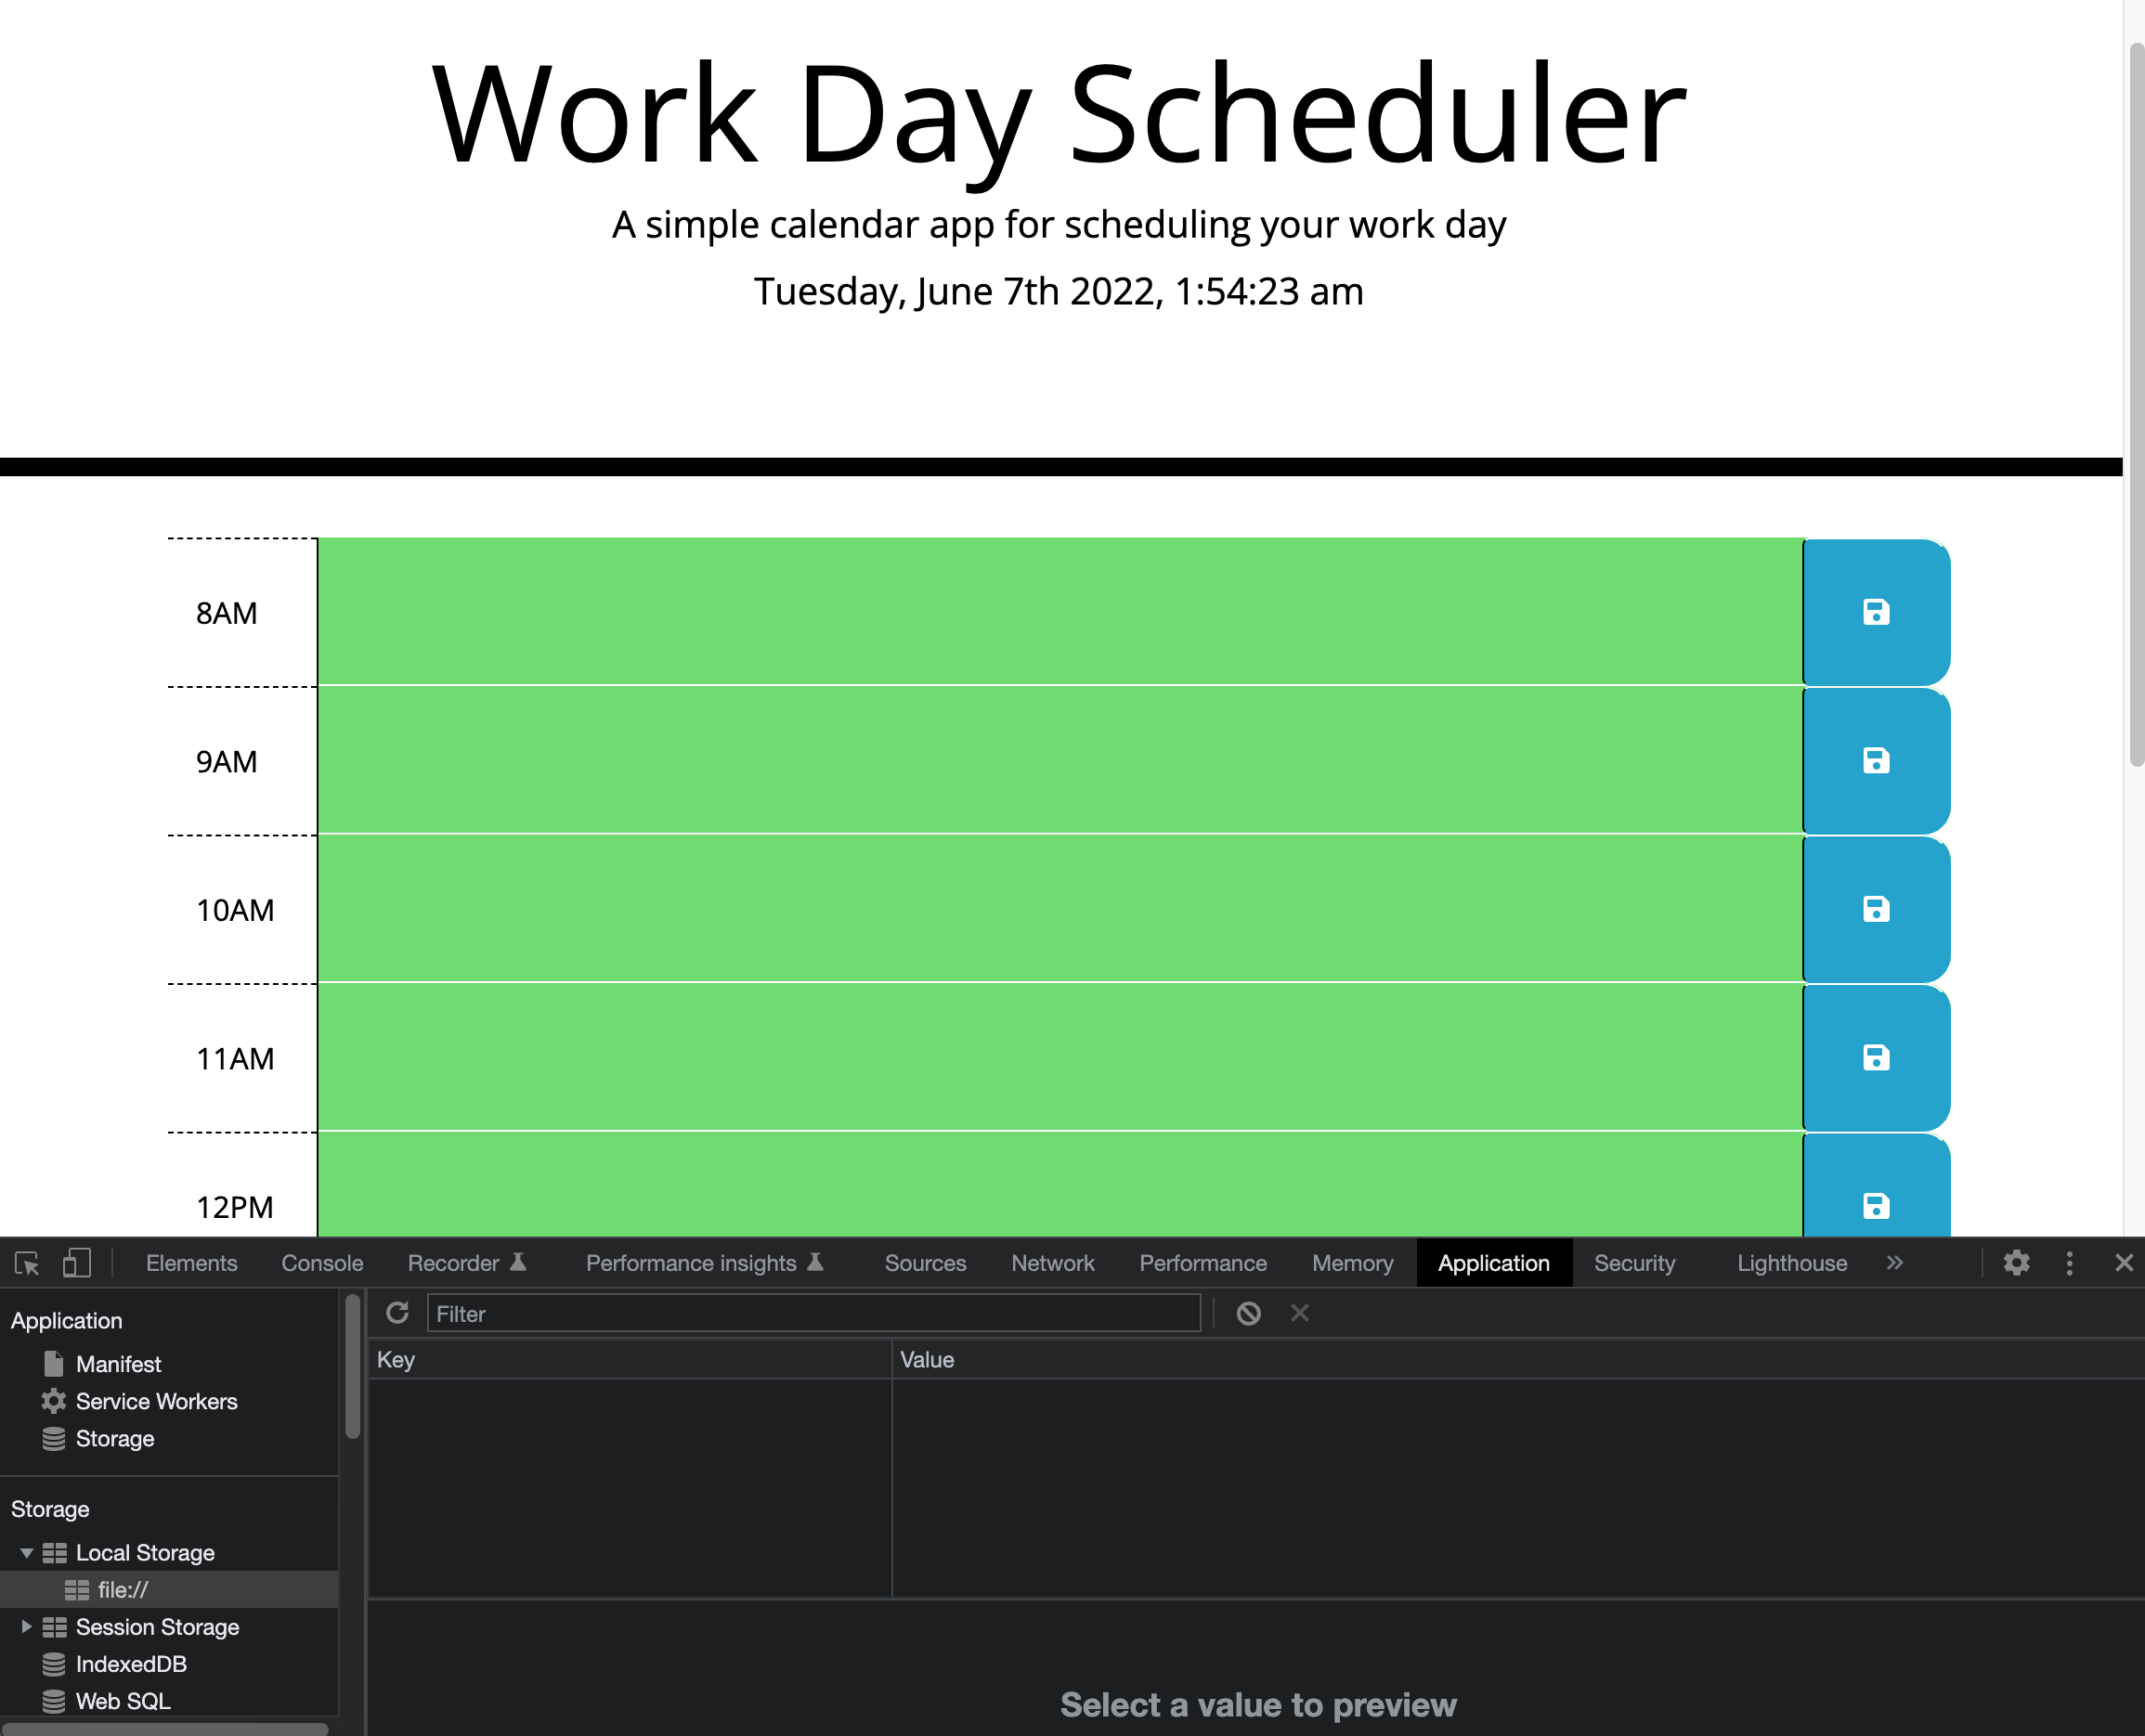 Work Day Scheduler
A simple calendar app for scheduling your work day
Tuesday, June 7th 2022, 1:54:23 am
8AM
9AM
10AM
11AM
12PM
Elements Console Recorder Performance insights Sources Network Performance Memory Application Security Lighthouse
Application
Manifest
Service Workers
Storage
Storage
Local Storage
file://
Session Storage
IndexedDB
Web SQL
Filter
Key Value
Select a value to preview